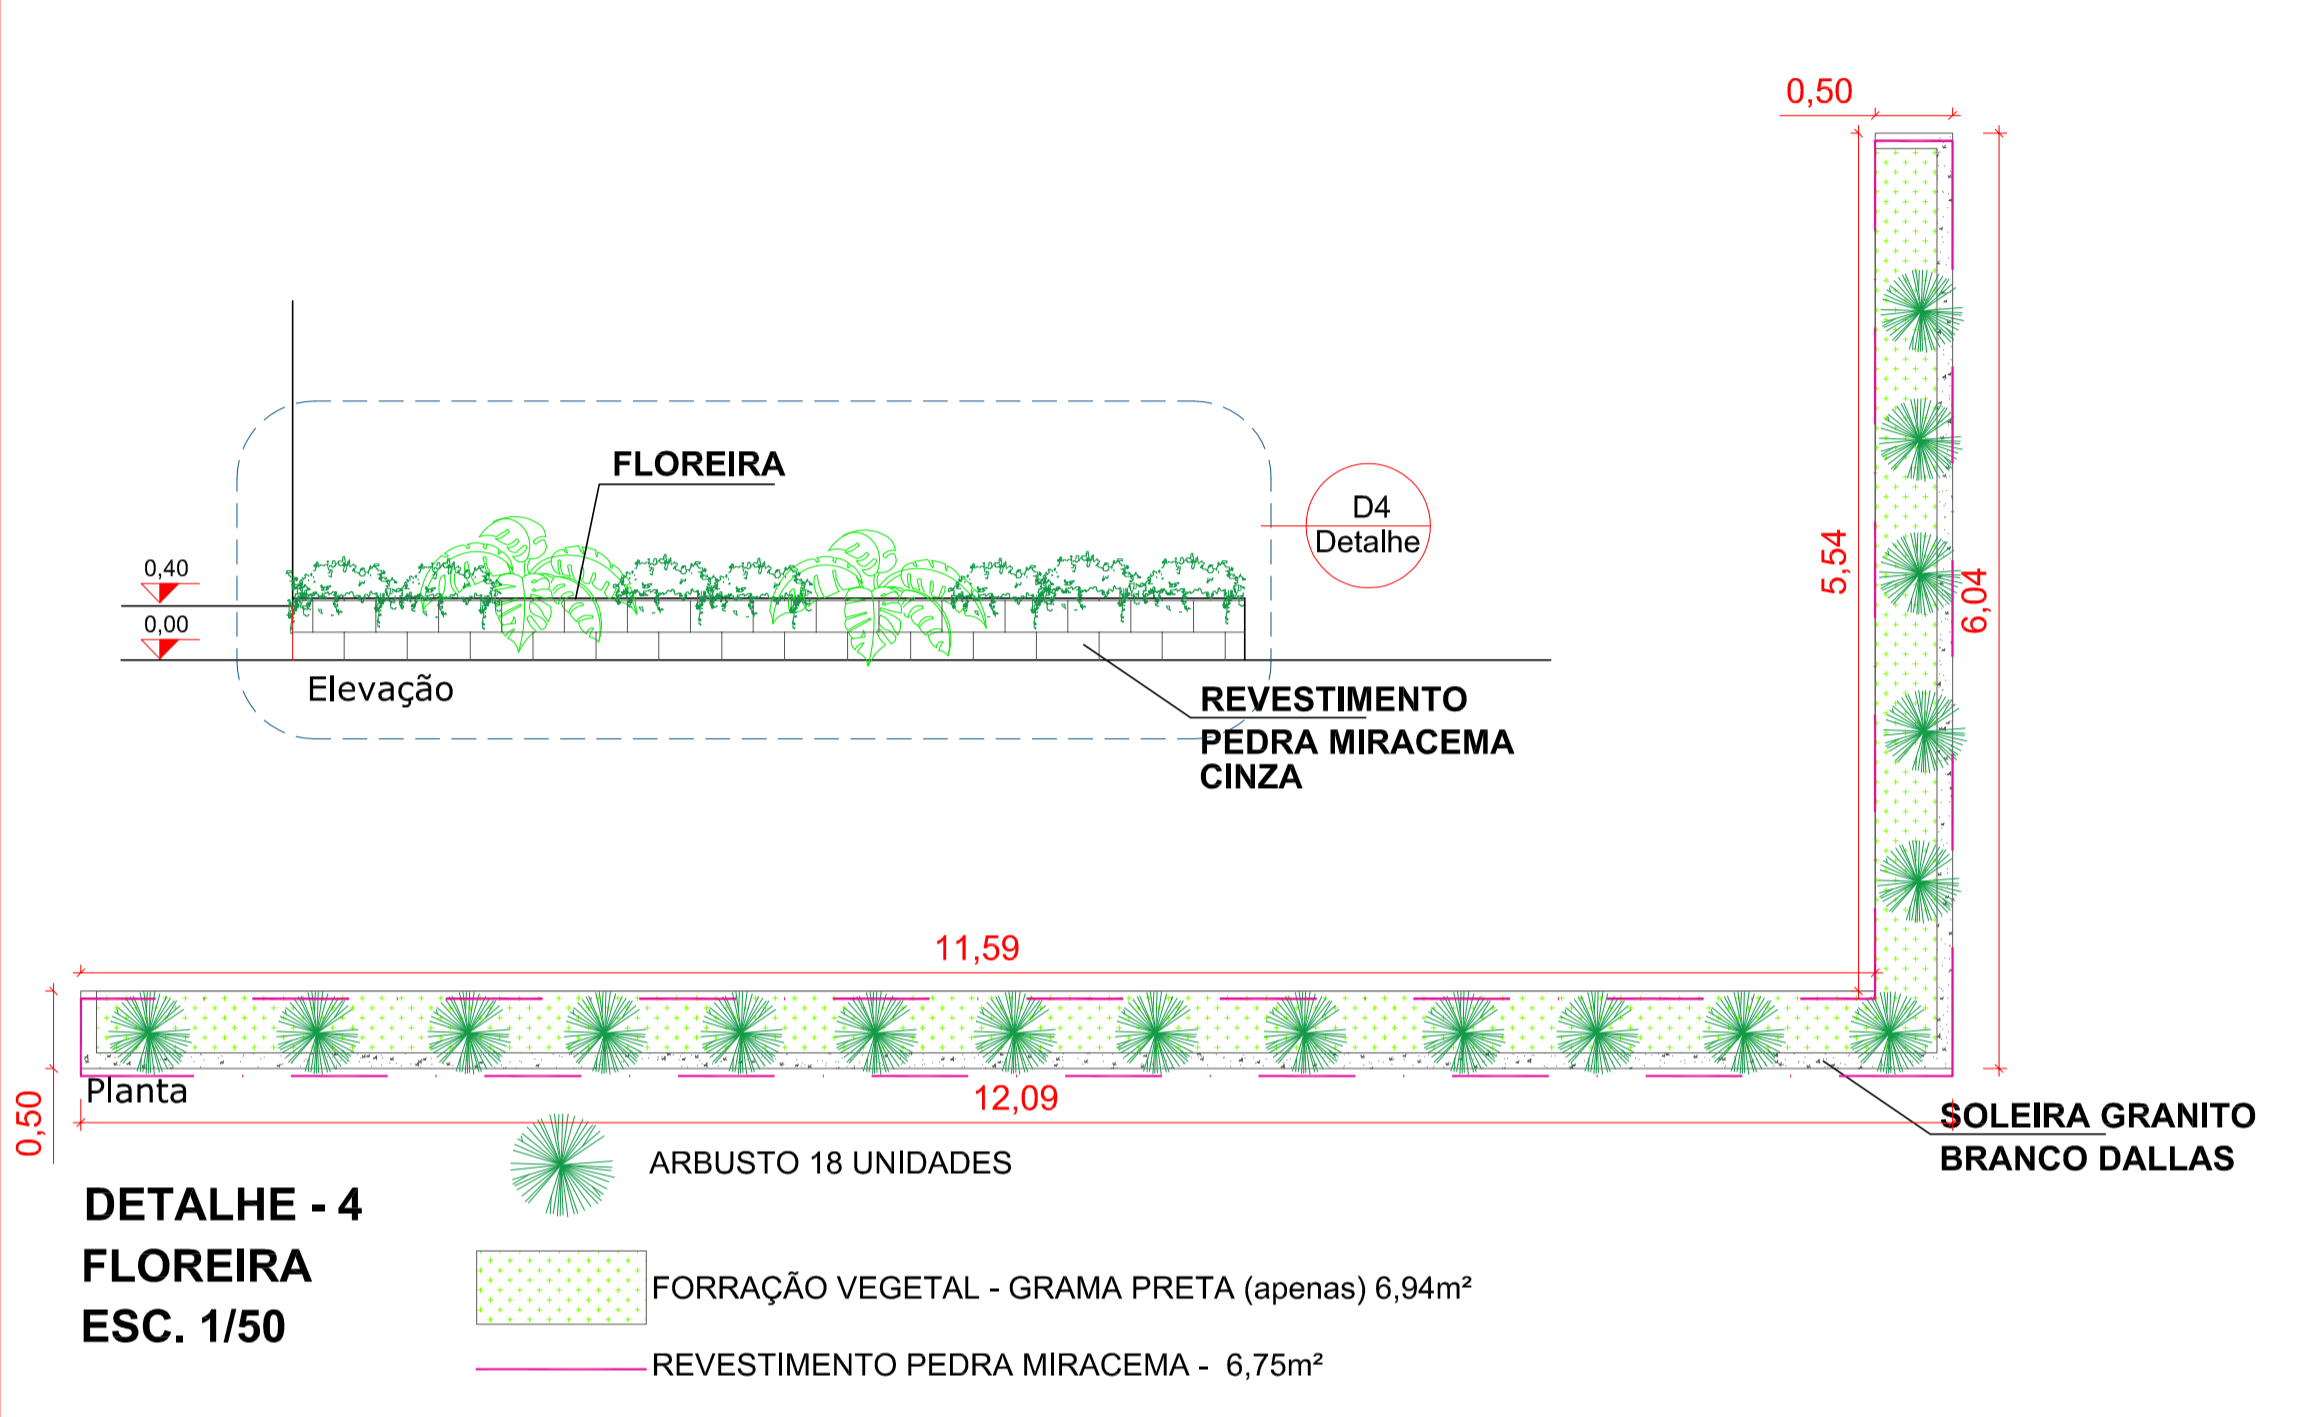 0,50
FLOREIRA
D4
Detalhe
0,40
0,00
5,54
6,04
Elevação
REVESTIMENTO
PEDRA MIRACEMA
CINZA
11,59
Planta
12,09
0,50
SOLEIRA GRANITO
BRANCO DALLAS
ARBUSTO 18 UNIDADES
DETALHE - 4
FLOREIRA
ESC. 1/50
FORRAÇÃO VEGETAL - GRAMA PRETA (apenas) 6,94m²
REVESTIMENTO PEDRA MIRACEMA - 6,75m²